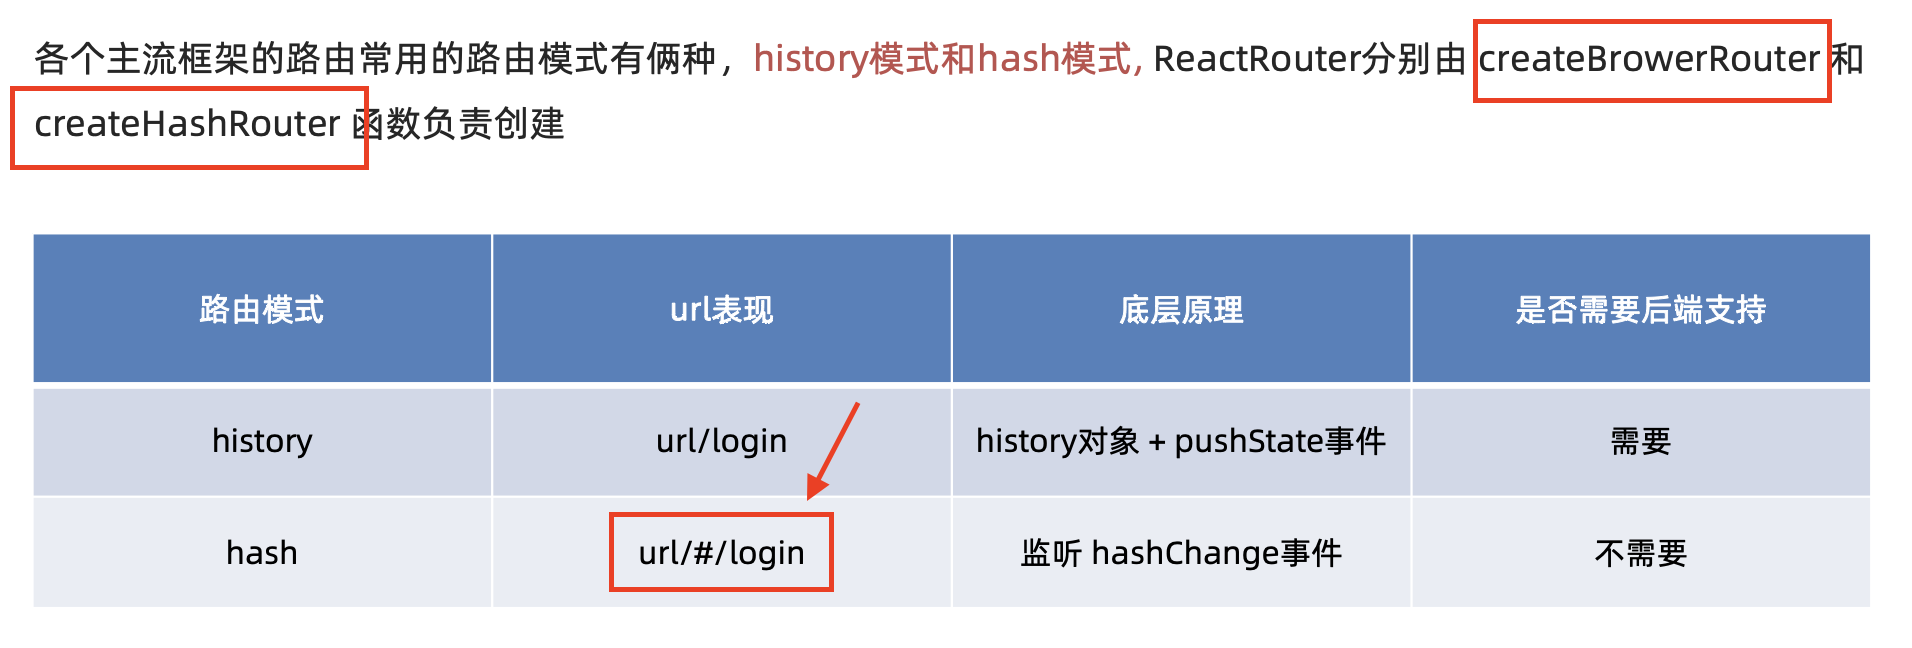 各个主流框架的路由常用的路由模式有俩种，history模式和hash模式, ReactRouter分别由 createBrowerRouter 和
createHashRouter 函数负责创建
路由模式 url表现 底层原理 是否需要后端支持
history url/login history对象 + pushState事件 需要
hash url/#/login 监听 hashChange事件 不需要